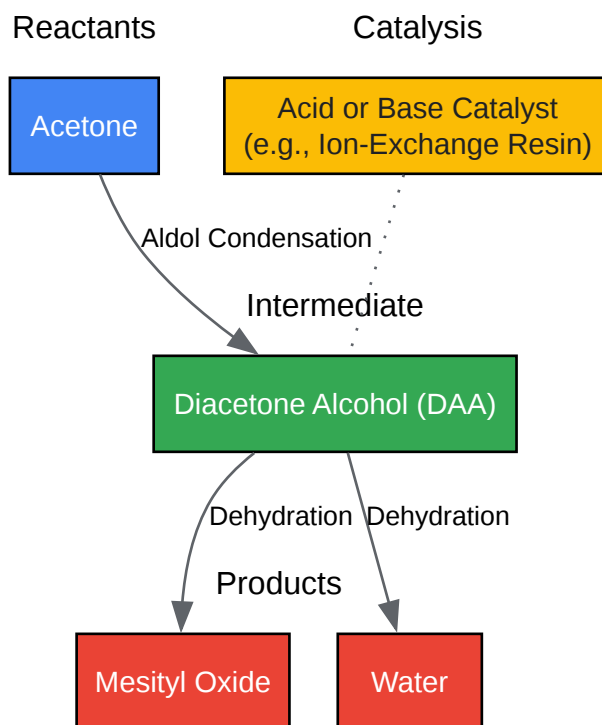 Reactants
Catalysis
Acetone
Acid or Base Catalyst
(e.g., Ion-Exchange Resin)
Aldol Condensation
Intermediate
Diacetone Alcohol (DAA)
Dehydration
Dehydration
Products
Mesityl Oxide
Water